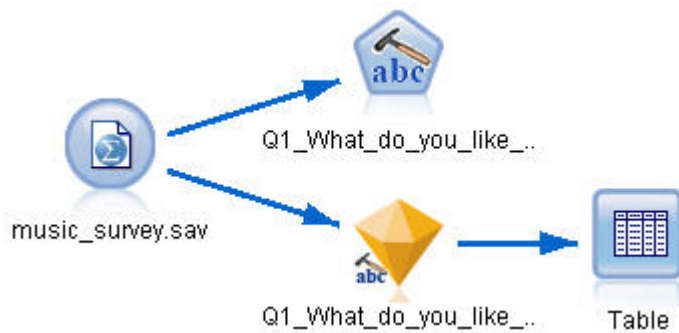 abc
Q1_What_do_you_like_..
music_survey.sav
abc
Q1_What_do_you_like_..
Table